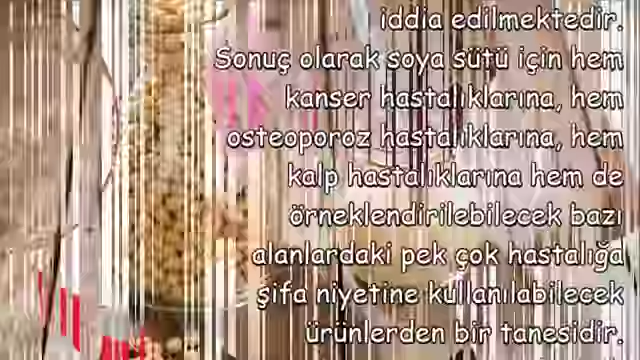 iddia edilmektedir.
Sonuç olarak soya sütü için hem
kanser hastalıklarına, hem
osteoporoz hastalıklarına, hem
kalp hastalıklarına hem de
örneklendirilebilecek bazı
alanlardaki pek çok hastalığa
şifa niyetine kullanılabilecek
ürünlerden bir tanesidir.